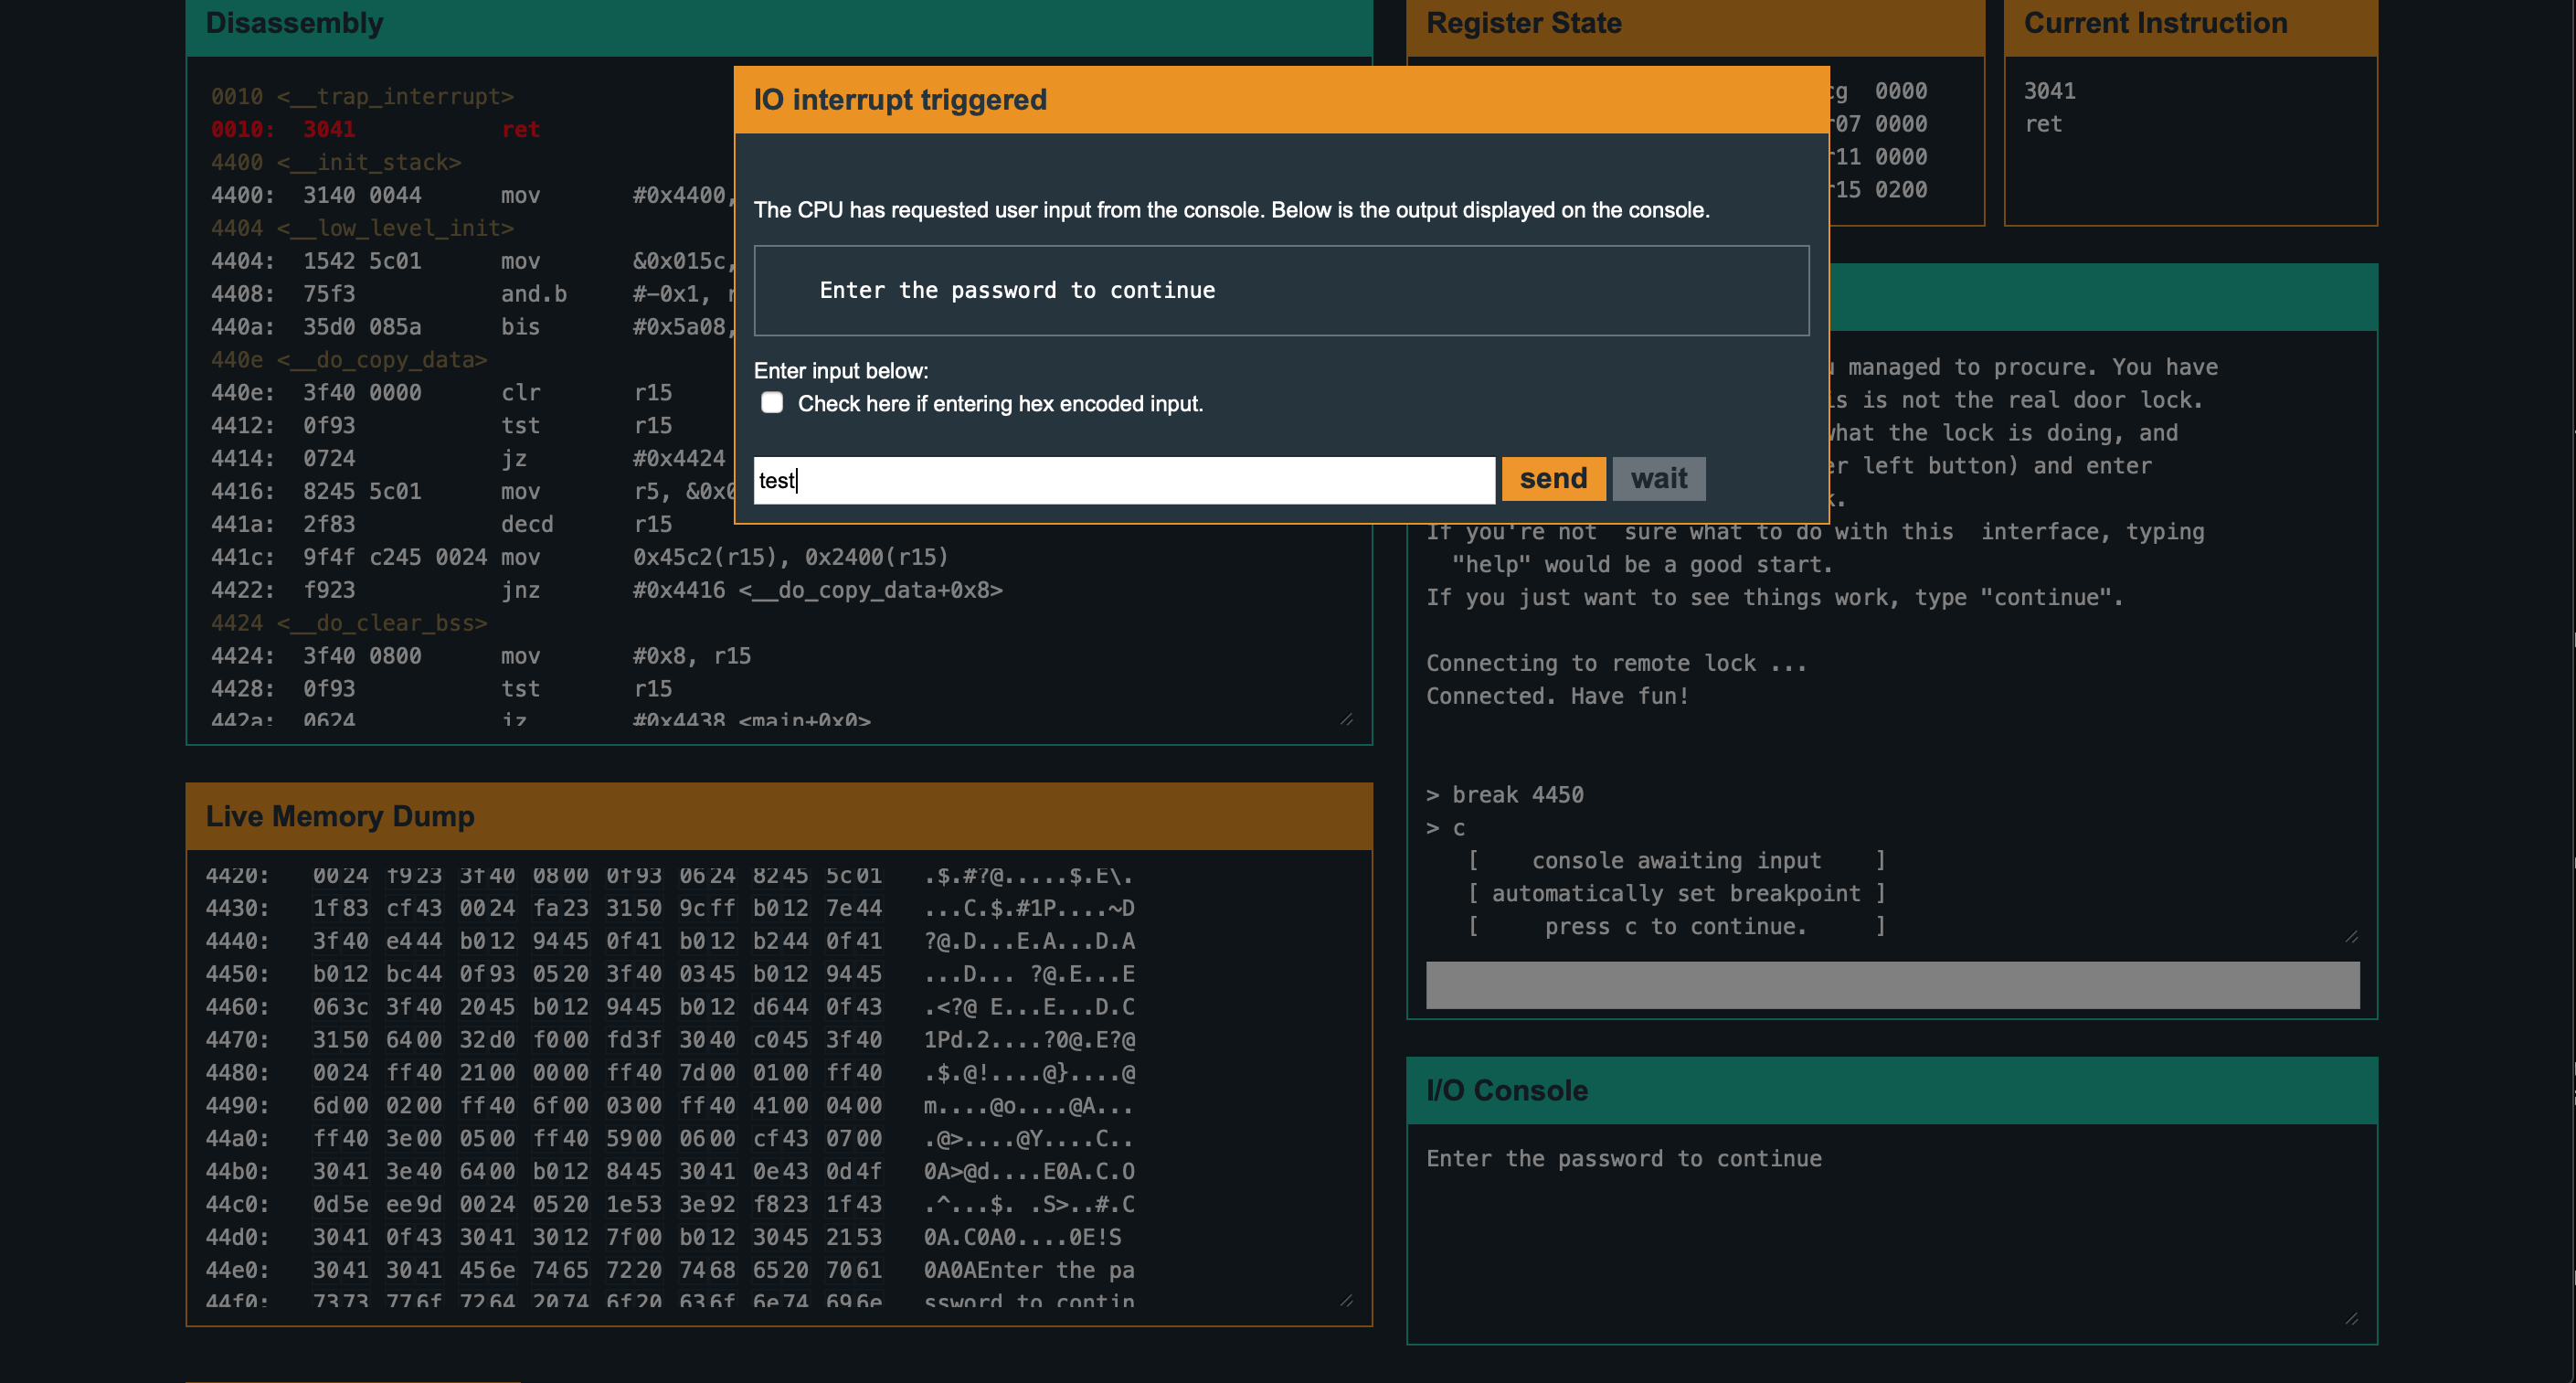 Disassembly
0010 <__trap_interrupt>
0010: 3041 ret
4400 <__init_stack>
4400: 3140 0044 mov #0x4400,
4404 <__low_level_init>
4404: 1542 5c01 mov &0x015c,
4408: 75f3 and.b #-0x1,
440a: 35d0 085a bis #0x5a08,
440e <__do_copy_data>
440e: 3f40 0000 clr r15
4412: 0f93 tst r15
4414: 0724 jz #0x4424
4416: 8245 5c01 mov r5,
441a: 2f83 decd r15
441c: 9f4f c245 0024 mov 0x45c2(r15), 0x2400(r15)
4422: f923 jnz #0x4416 <__do_copy_data+0x8>
4424 <__do_clear_bss>
4424: 3f40 0800 mov #0x8, r15
4428: 0f93 tst r15
442a: 0624 jz #0x4438 <main+0x0>
Register State
cg 0000
r07 0000
r11 0000
r15 0200
Current Instruction
3041
ret
IO interrupt triggered
The CPU has requested user input from the console. Below is the output displayed on the console.
Enter the password to continue
Enter input below:
Check here if entering hex encoded input.
test
send wait
managed to procure. You have
is is not the real door lock.
what the lock is doing, and
er left button) and enter
k.
If you're not sure what to do with this interface, typing
"help" would be a good start.
If you just want to see things work, type "continue".
Connecting to remote lock ...
Connected. Have fun!
> break 4450
> c
[ console awaiting input ]
[ automatically set breakpoint ]
[ press c to continue. ]
Live Memory Dump
4420: 0024 f923 3f40 0800 0f93 0624 8245 5c01 .$.#?@.....$.E\.
4430: 1f83 cf43 0024 fa23 3150 9cff b012 7e44 ...C.$.#1P....~D
4440: 3f40 e444 b012 9445 0f41 b012 b244 0f41 ?@.D...E.A...D.A
4450: b012 bc44 0f93 0520 3f40 0345 b012 9445 ...D... ?@.E...E
4460: 063c 3f40 2045 b012 9445 b012 d644 0f43 .<?@ E...E...D.C
4470: 3150 6400 32d0 f000 fd3f 3040 c045 3f40 1Pd.2....?0@.E?@
4480: 0024 ff40 2100 0000 ff40 7d00 0100 ff40 .$.@!....@}....@
4490: 6d00 0200 ff40 6f00 0300 ff40 4100 0400 m....@o....@A...
44a0: ff40 3e00 0500 ff40 5900 0600 cf43 0700 .@>....@Y....C..
44b0: 3041 3e40 6400 b012 8445 3041 0e43 0d4f 0A>@d....E0A.C.O
44c0: 0d5e ee9d 0024 0520 1e53 3e92 f823 1f43 .^...$. .S>..#.C
44d0: 3041 0f43 3041 3012 7f00 b012 3045 2153 0A.C0A0....0E!S
44e0: 3041 3041 456e 7465 7220 7468 6520 7061 0A0AEnter the pa
44f0: 7373 776f 7264 2074 6f20 636f 6e74 696e ssword to contin
I/O Console
Enter the password to continue